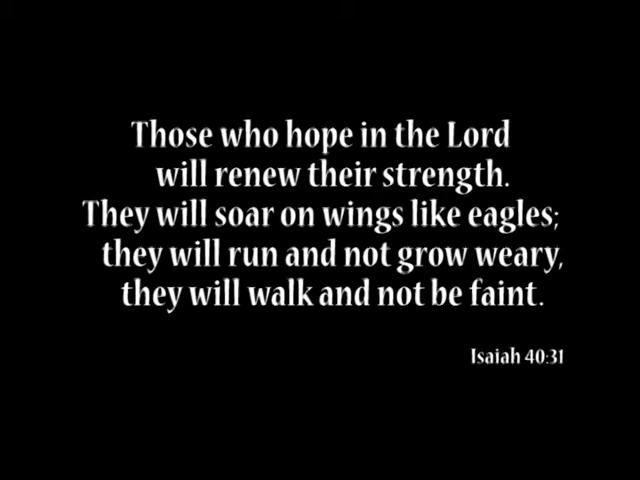 Those who hope in the Lord
will renew their strength.
They will soar on wings like eagles;
they will run and not grow weary,
they will walk and not be faint.
Isaiah 40:31